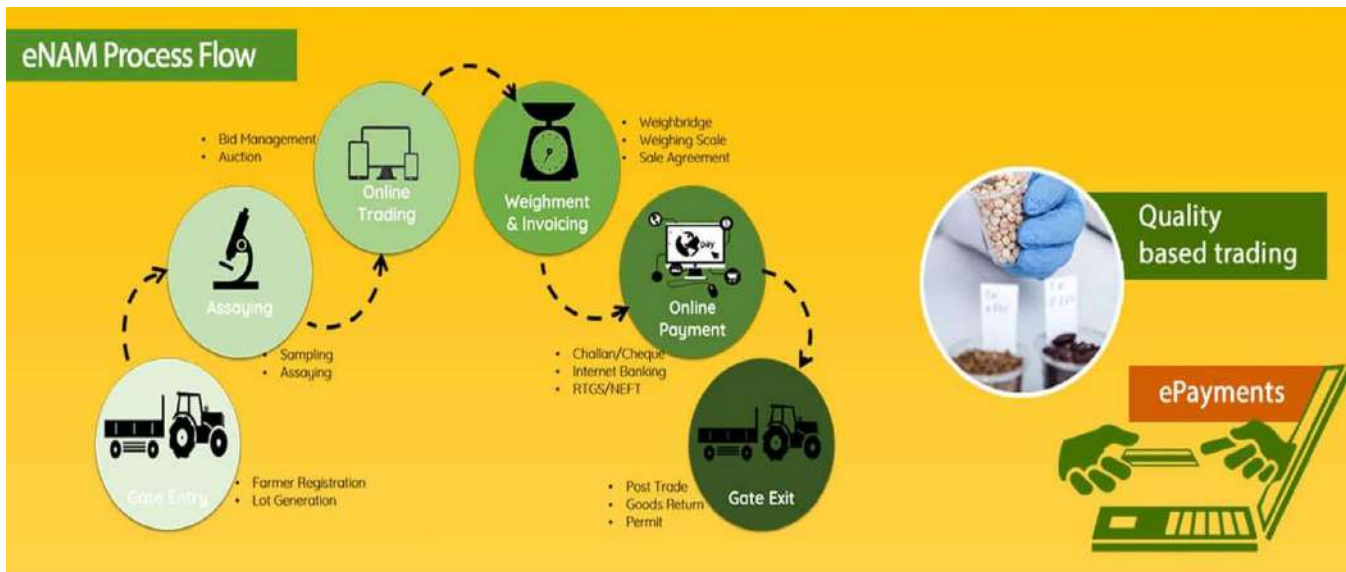 eNAM Process Flow
Gate Entry
• Farmer Registration
• Lot Generation
Assaying
• Sampling
• Assaying
Online
Trading
• Bid Management
• Auction
Weighment
& Invoicing
• Weighbridge
• Weighing Scale
• Sale Agreement
pay
Online
Payment
• Challan/Cheque
• Internet Banking
• RTGS/NEFT
Gate Exit
• Post Trade
• Goods Return
• Permit
Quality
based trading
ePayments